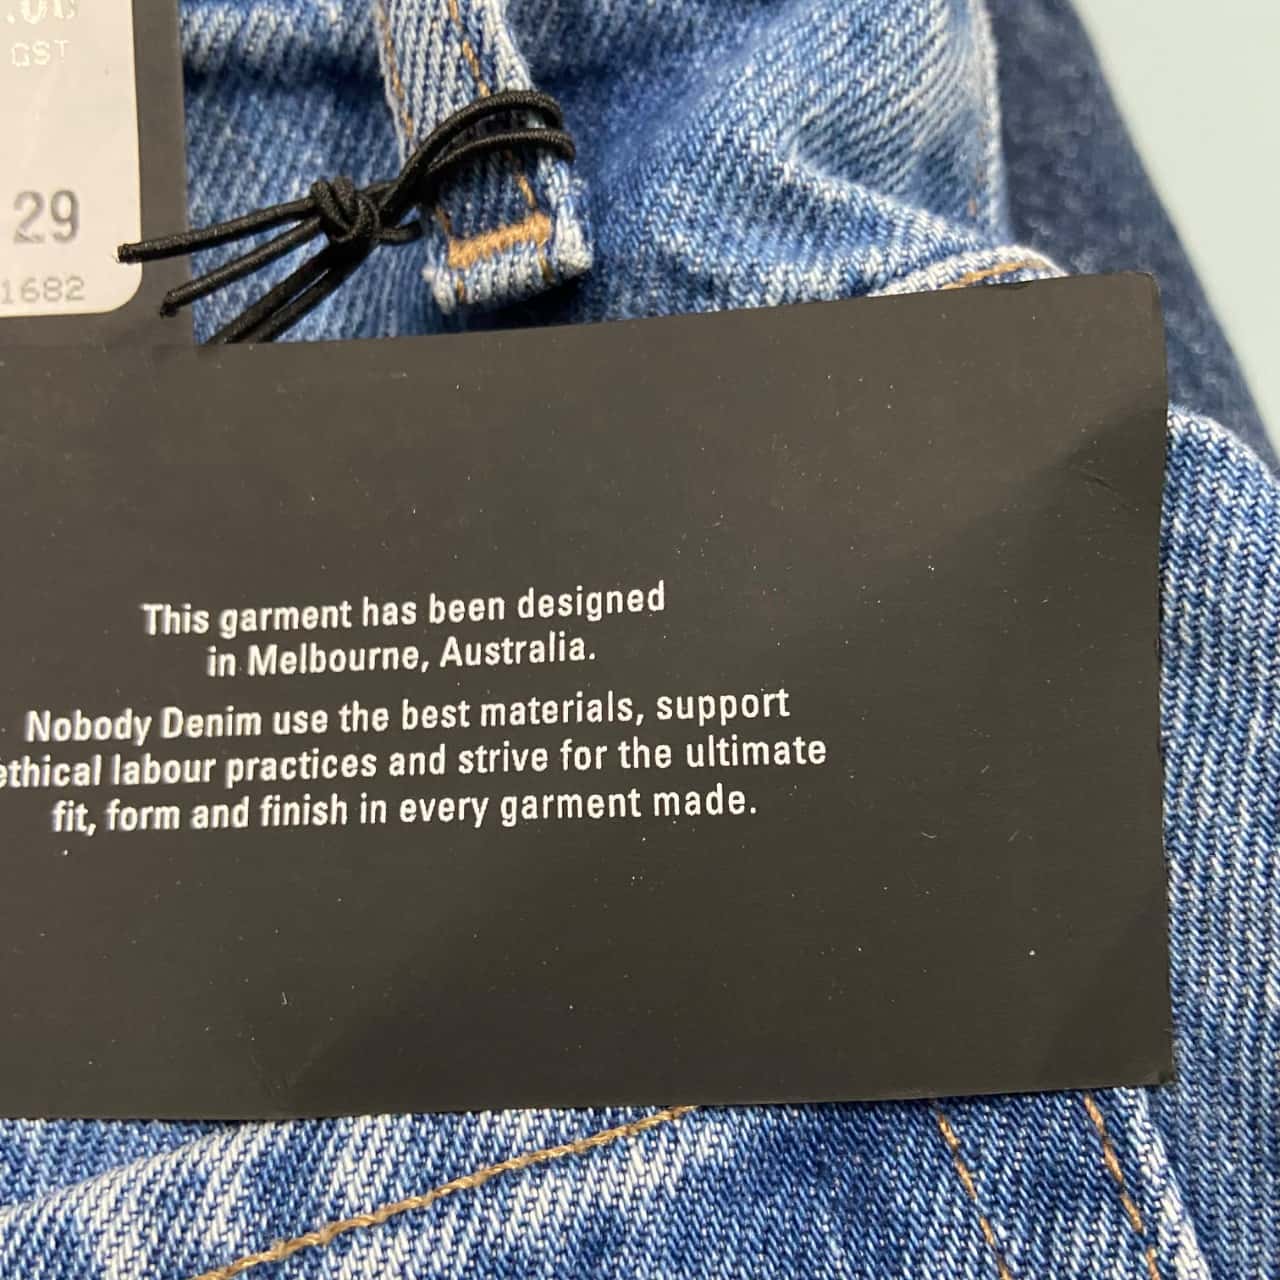 GST
29
1682
This garment has been designed
in Melbourne, Australia.
Nobody Denim use the best materials, support
ethical labour practices and strive for the ultimate
fit, form and finish in every garment made.